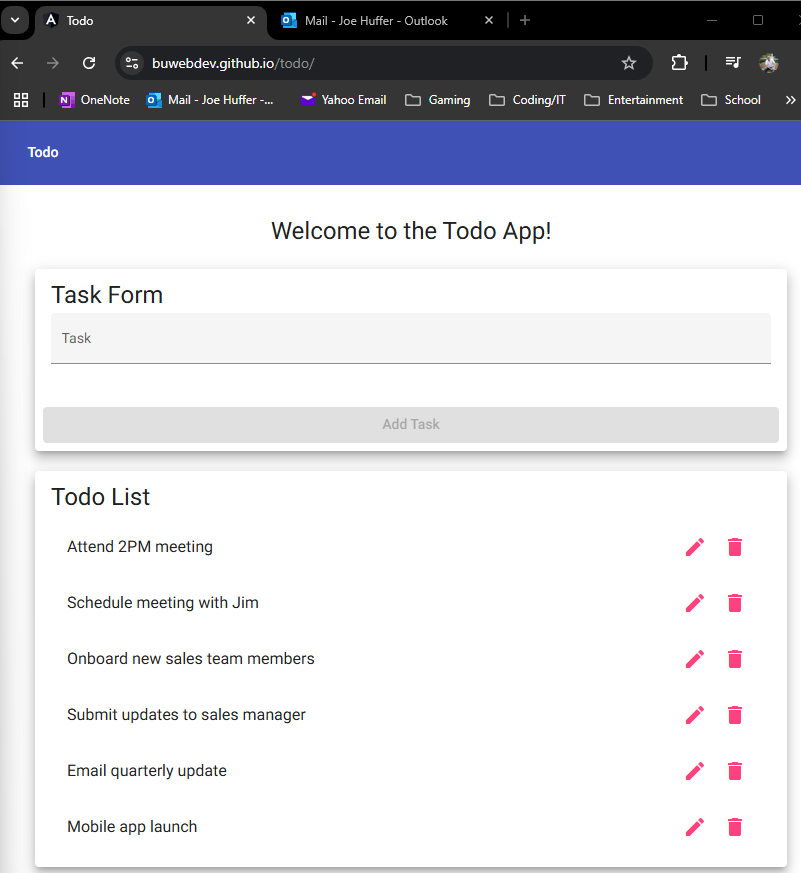 Todo
Mail - Joe Huffer - Outlook
buwebdev.github.io/todo/
OneNote
Mail - Joe Huffer -...
Yahoo Email
Gaming
Coding/IT
Entertainment
School
Todo
Welcome to the Todo App!
Task Form
Task
Add Task
Todo List
Attend 2PM meeting
Schedule meeting with Jim
Onboard new sales team members
Submit updates to sales manager
Email quarterly update
Mobile app launch